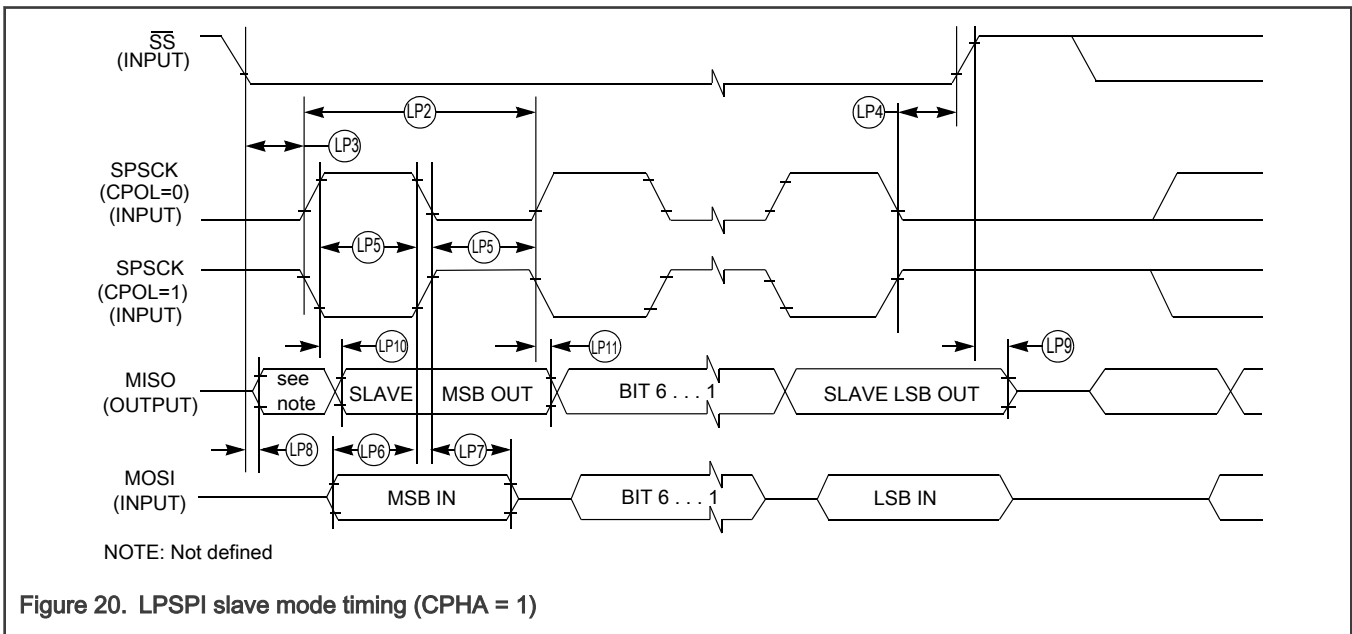 SS
(INPUT)
LP2
LP4
LP3
SPSCK
(CPOL=0)
(INPUT)
LP5
LP5
SPSCK
(CPOL=1)
(INPUT)
LP10
LP11
LP9
MISO
(OUTPUT)
see
note
SLAVE
MSB OUT
BIT 6 . . . 1
SLAVE LSB OUT
LP8
LP6
LP7
MOSI
(INPUT)
MSB IN
BIT 6 . . . 1
LSB IN
NOTE: Not defined
Figure 20. LPSPI slave mode timing (CPHA = 1)